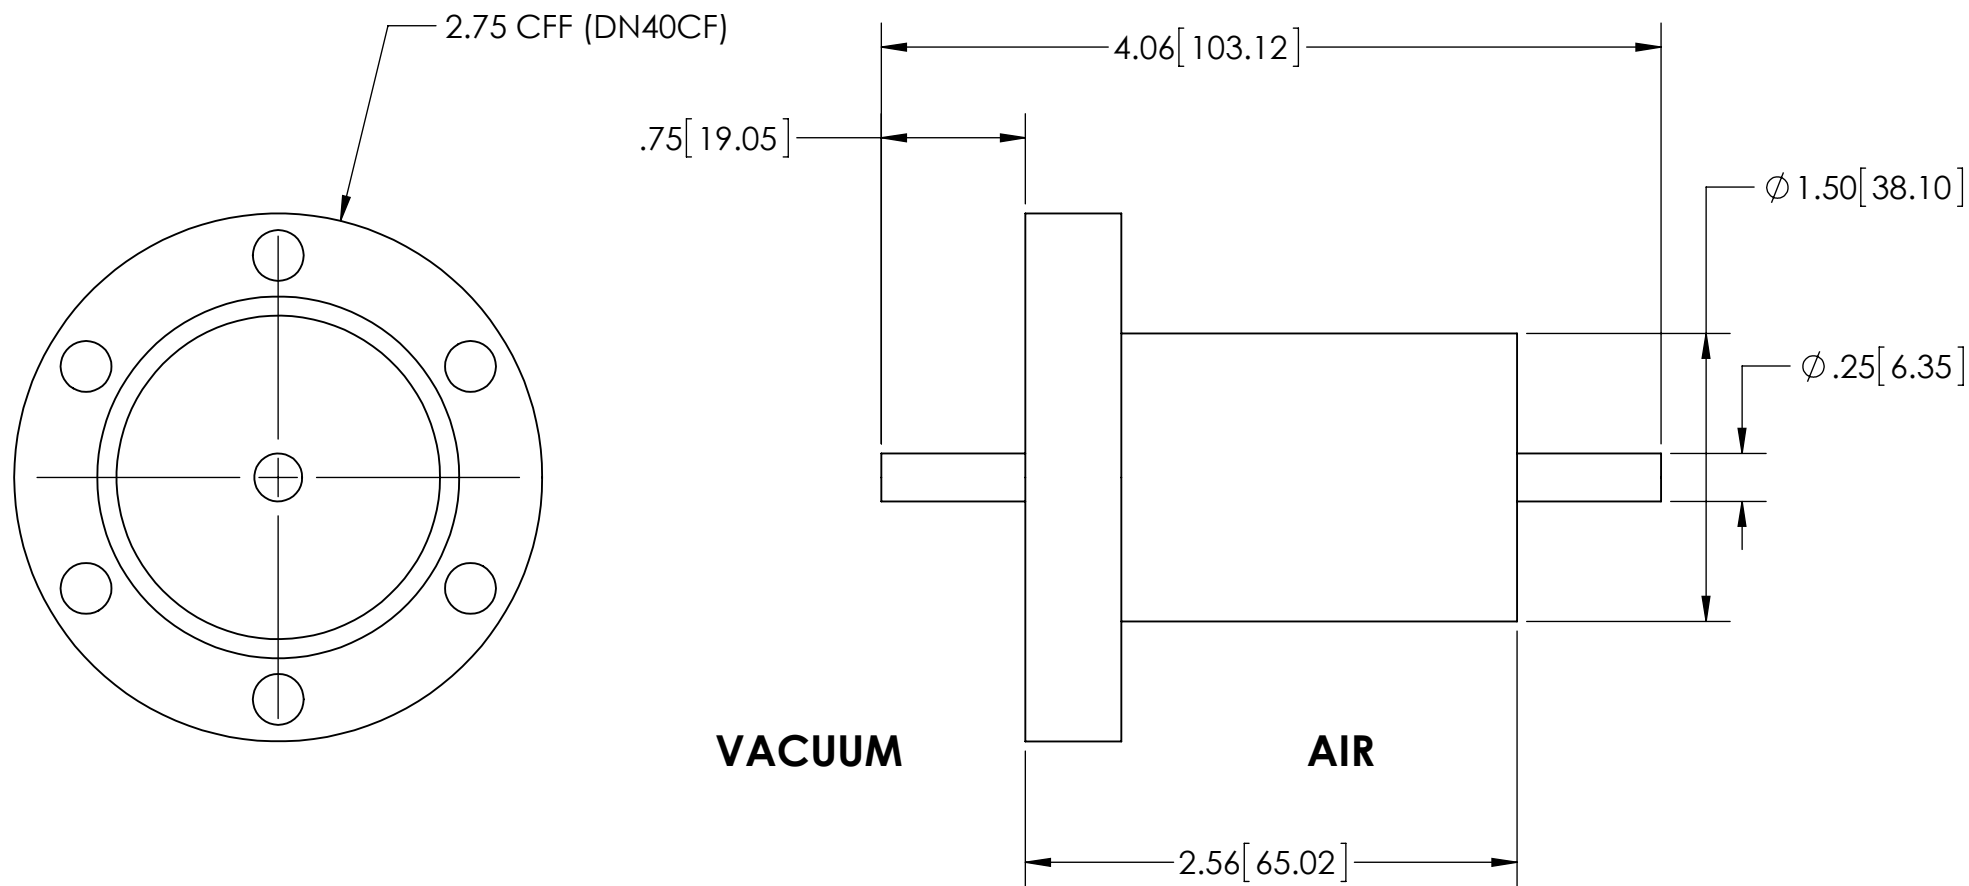 2.75 CFF (DN40CF)
4.06[103.12]
.75[19.05]
∅1.50[38.10]
∅.25[6.35]
VACUUM
AIR
2.56[65.02]